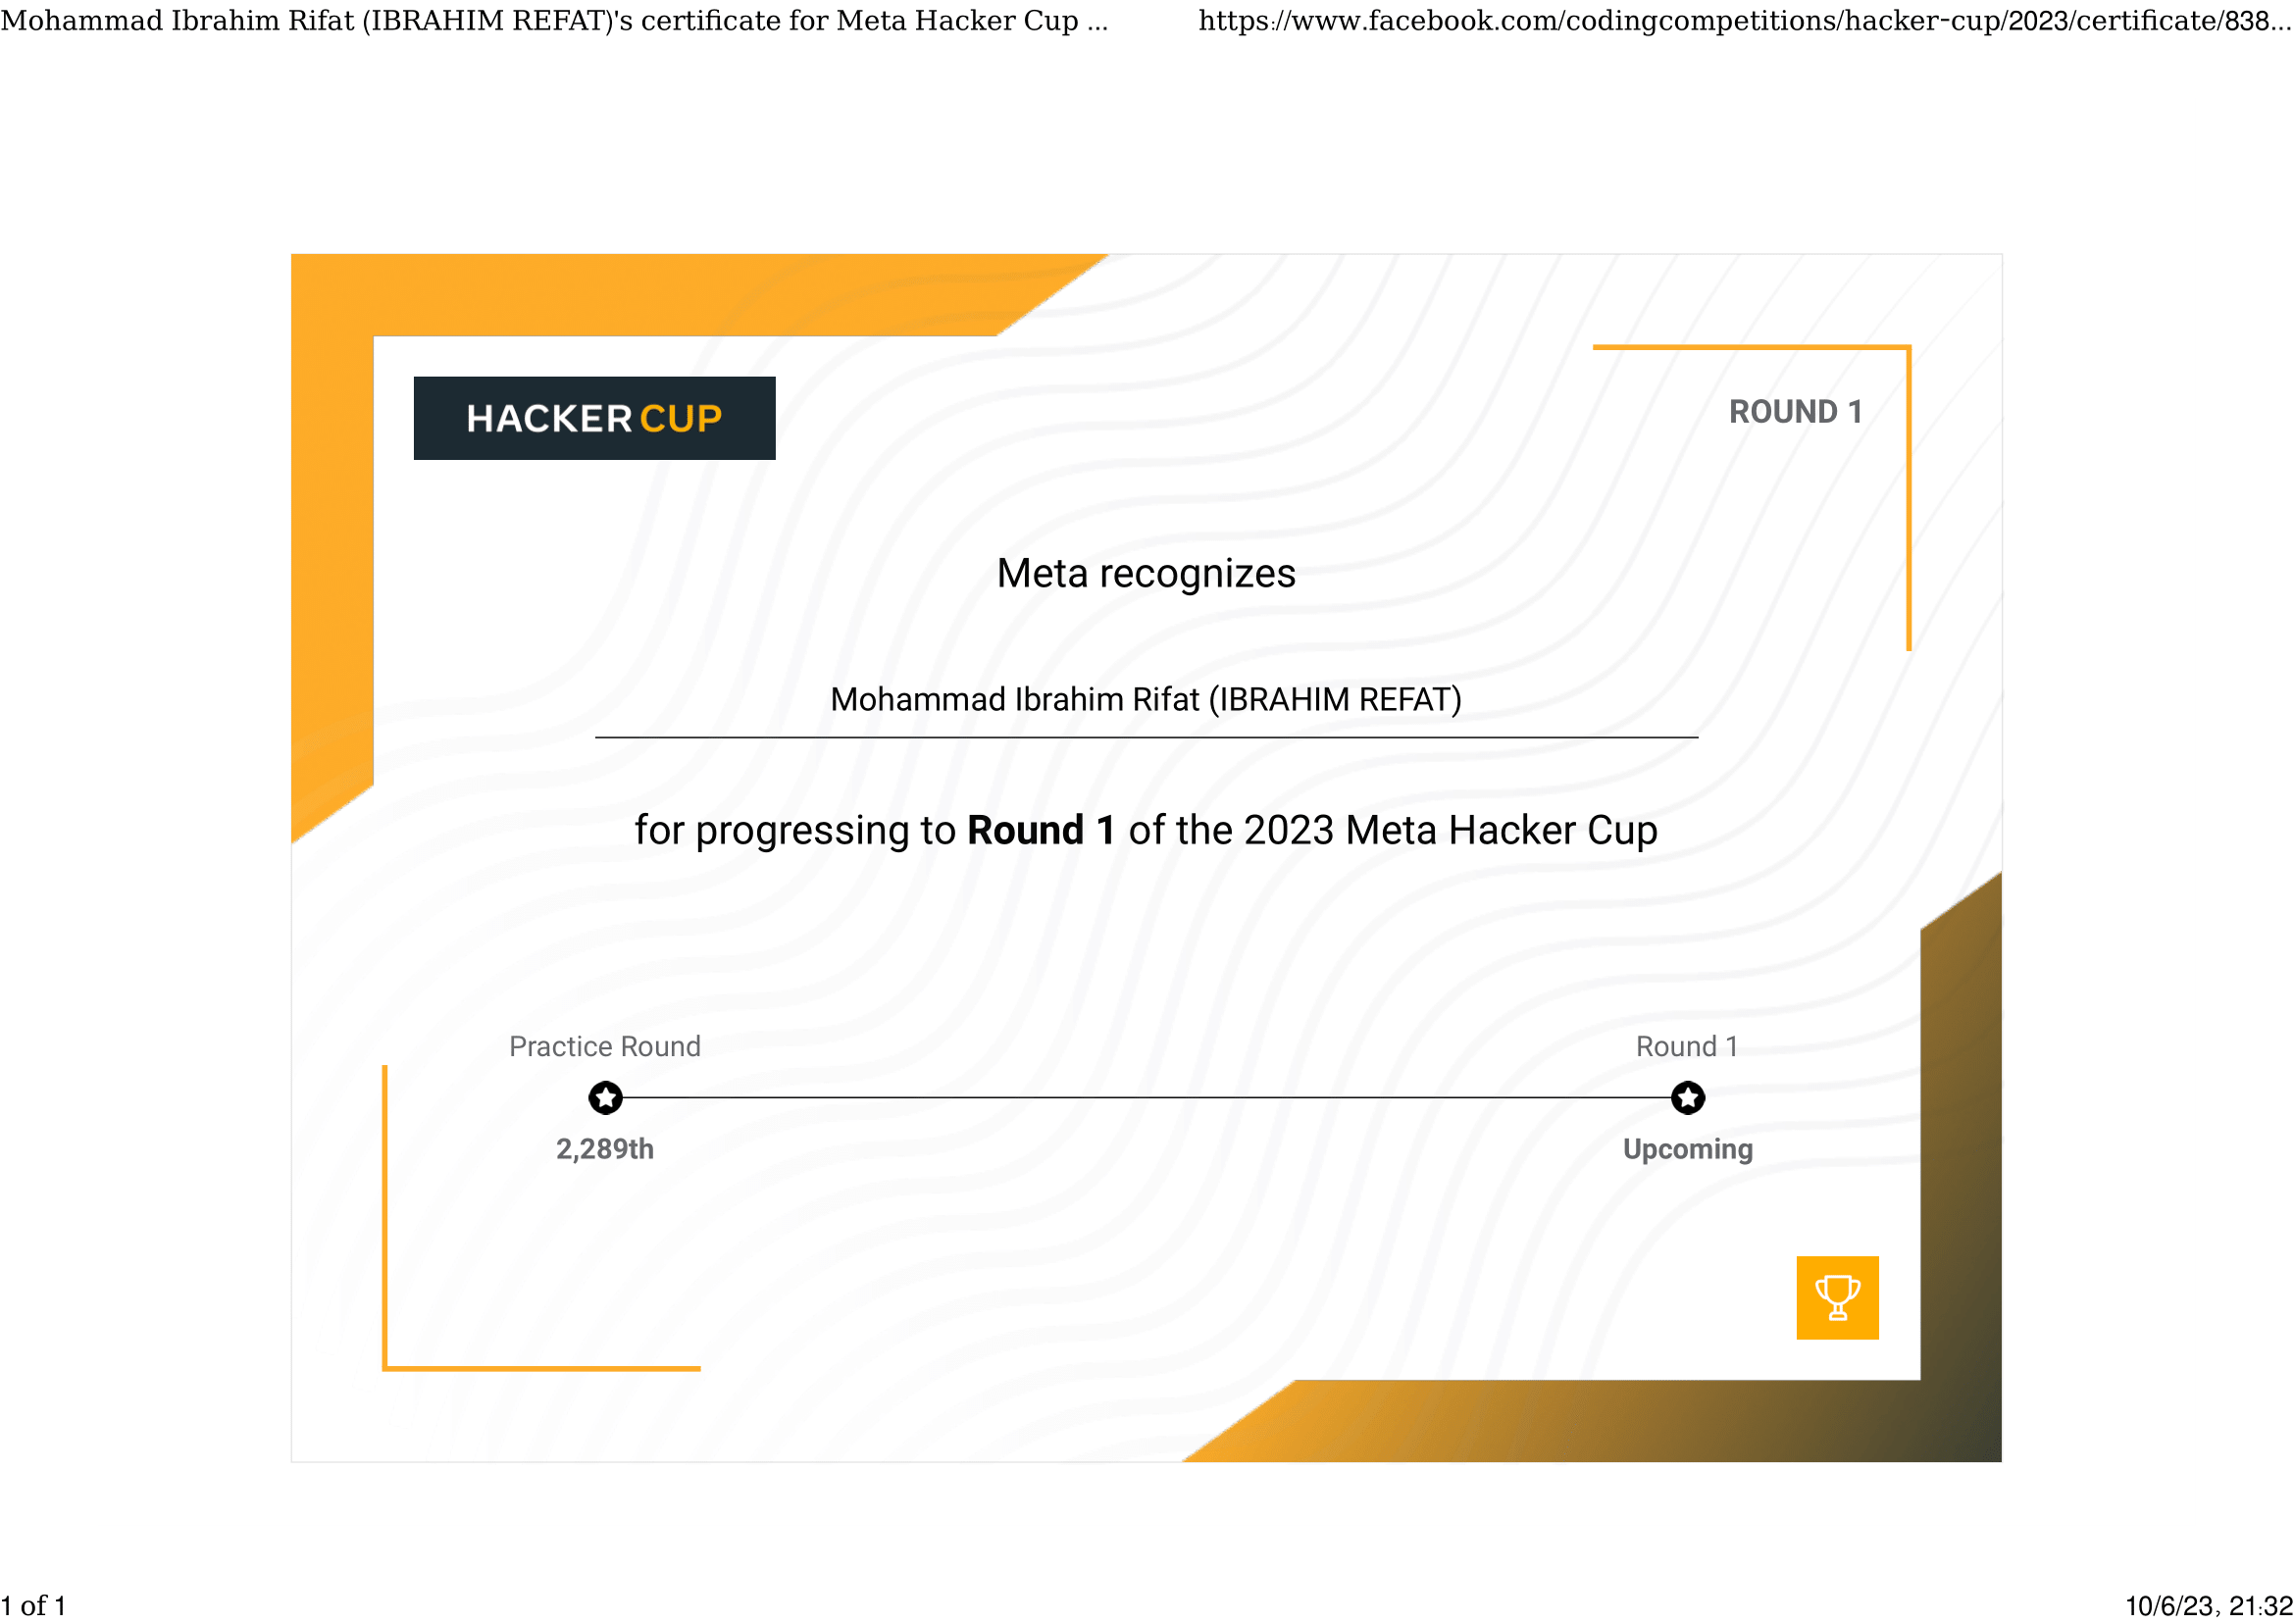 Mohammad Ibrahim Rifat (IBRAHIM REFAT)'s certificate for Meta Hacker Cup ...
https://www.facebook.com/codingcompetitions/hacker-cup/2023/certificate/838...
HACKER CUP
ROUND 1
Meta recognizes
Mohammad Ibrahim Rifat (IBRAHIM REFAT)
for progressing to Round 1 of the 2023 Meta Hacker Cup
Practice Round
Round 1
2,289th
Upcoming
1 of 1
10/6/23, 21:32